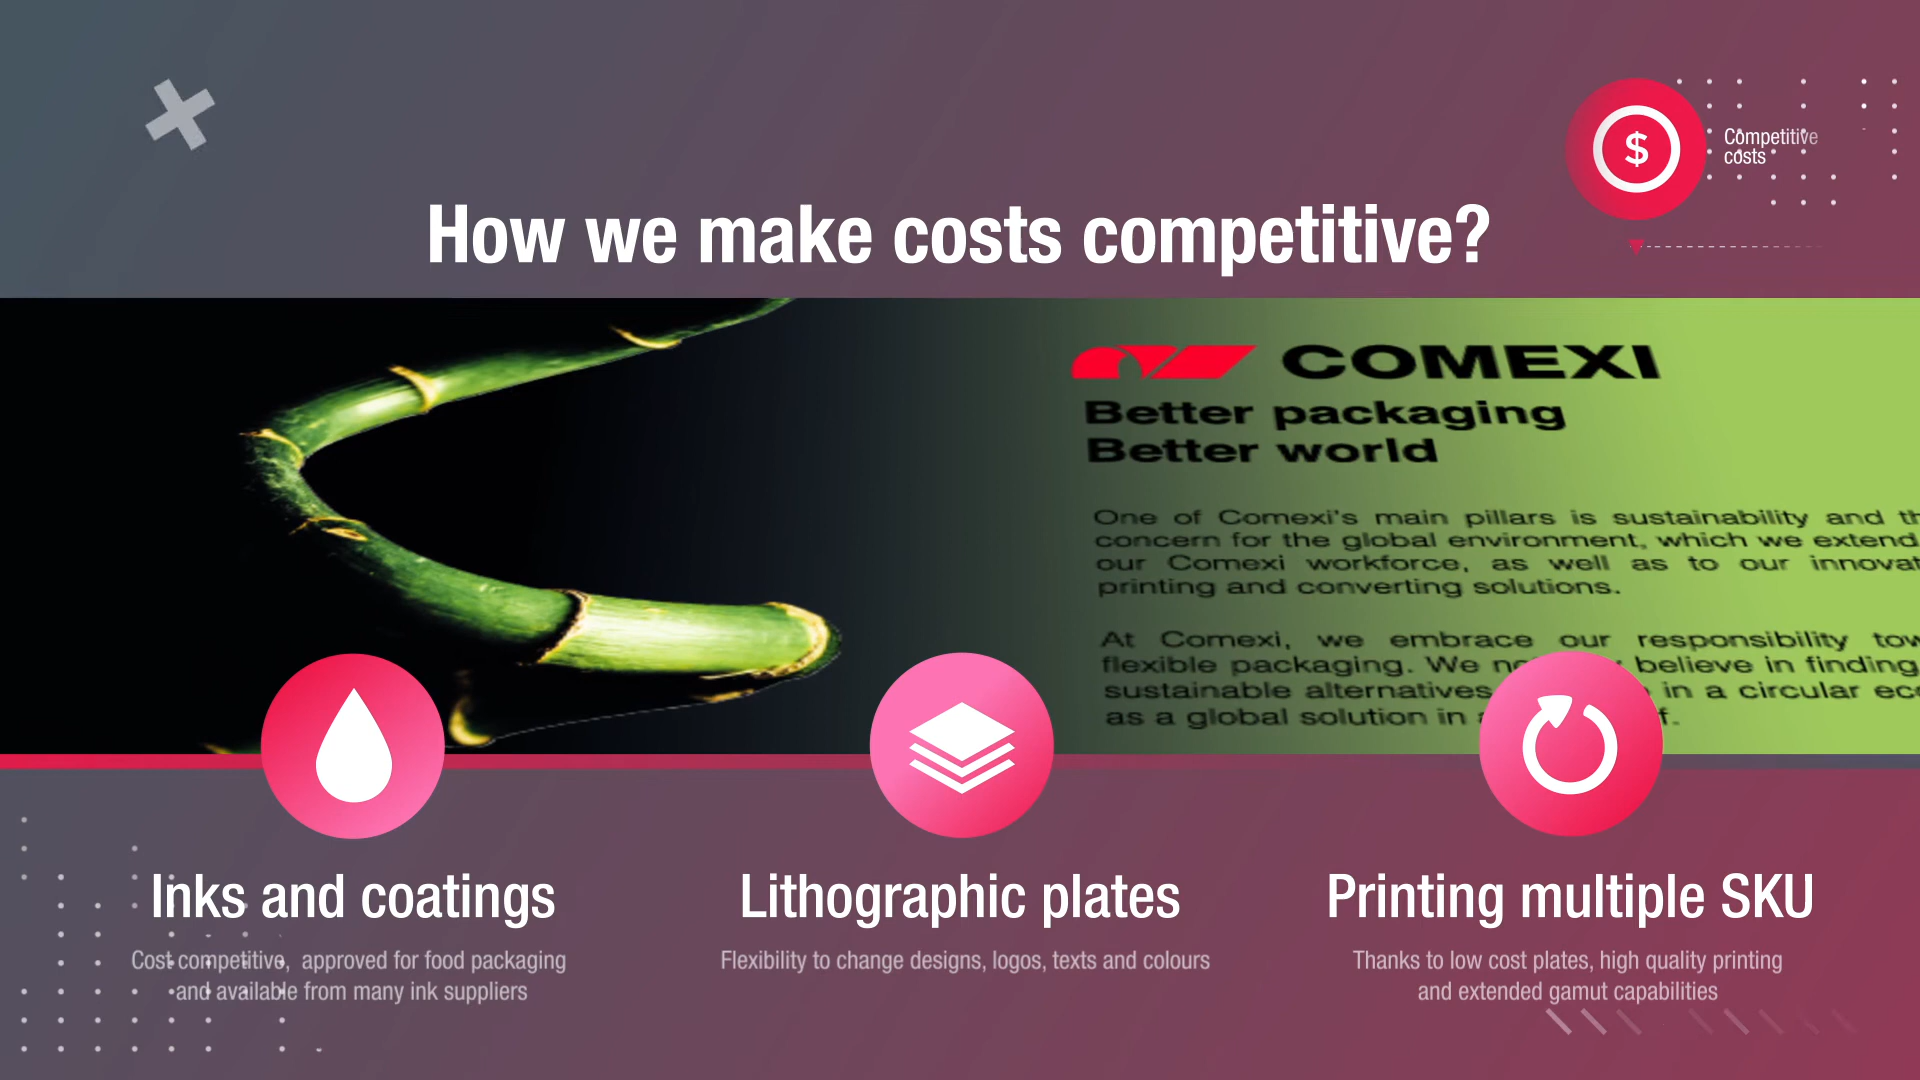 $
Competitive
costs
How we make costs competitive?
COMEXI
Better packaging
Better world
One of Comexi's main pillars is sustainability and
concern for the global environment, which we extend
our Comexi workforce, as well as to our
printing and converting solutions.
At Comexi, we embrace our responsibility
flexible packaging. We believe in finding
sustainable alternatives in a circular
as a global solution in
Inks and coatings
Cost competitive, approved for food packaging
and available from many ink suppliers
Lithographic plates
Flexibility to change designs, logos, texts and colours
Printing multiple SKU
Thanks to low cost plates, high quality printing
and extended gamut capabilities